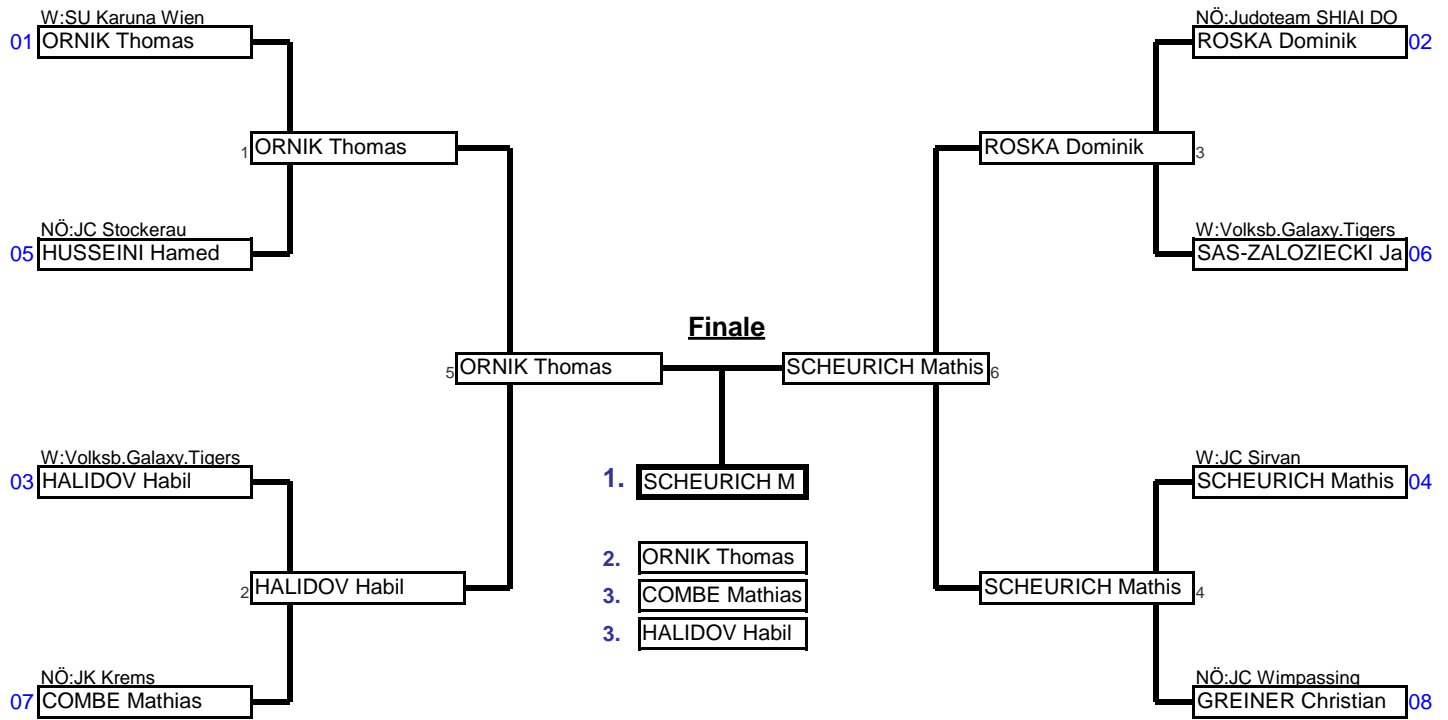 W:SU Karuna Wien
01 ORNIK Thomas
1 ORNIK Thomas
NÖ:JC Stockerau
05 HUSSEINI Hamed
5 ORNIK Thomas
W:Volksb.Galaxy.Tigers
03 HALIDOV Habil
2 HALIDOV Habil
NÖ:JK Krems
07 COMBE Mathias
Finale
1. SCHEURICH M
2. ORNIK Thomas
3. COMBE Mathias
3. HALIDOV Habil
NÖ:Judoteam SHIAI DO
ROSKA Dominik 02
ROSKA Dominik 3
W:Volksb.Galaxy.Tigers
SAS-ZALOZIECKI Ja 06
SCHEURICH Mathis 6
W:JC Sirvan
SCHEURICH Mathis 04
SCHEURICH Mathis 4
NÖ:JC Wimpassing
GREINER Christian 08